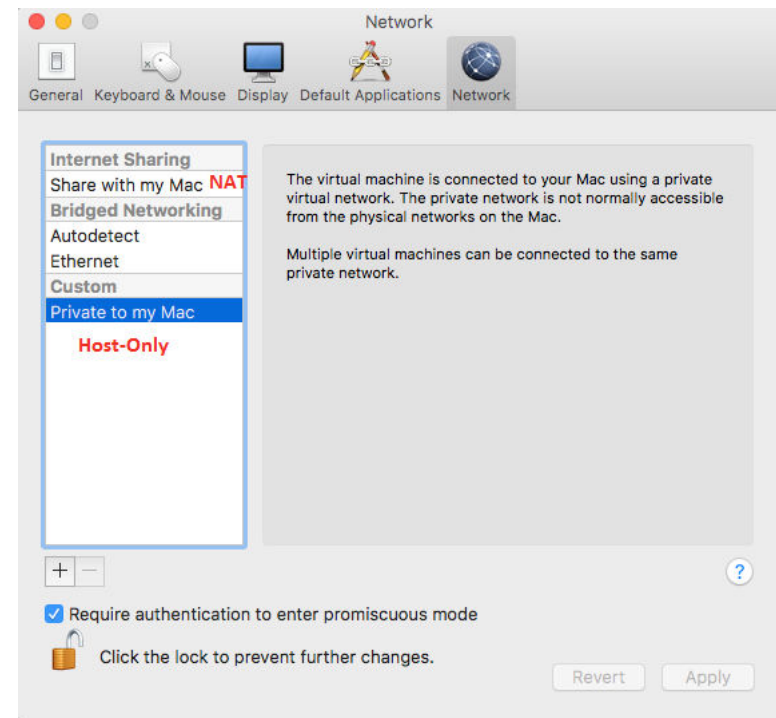 Network
General Keyboard & Mouse Display Default Applications Network
Internet Sharing
Share with my Mac NAT
Bridged Networking
Autodetect
Ethernet
Custom
Private to my Mac
Host-Only
The virtual machine is connected to your Mac using a private
virtual network. The private network is not normally accessible
from the physical networks on the Mac.
Multiple virtual machines can be connected to the same
private network.
+ −
?
Require authentication to enter promiscuous mode
Click the lock to prevent further changes.
Revert Apply